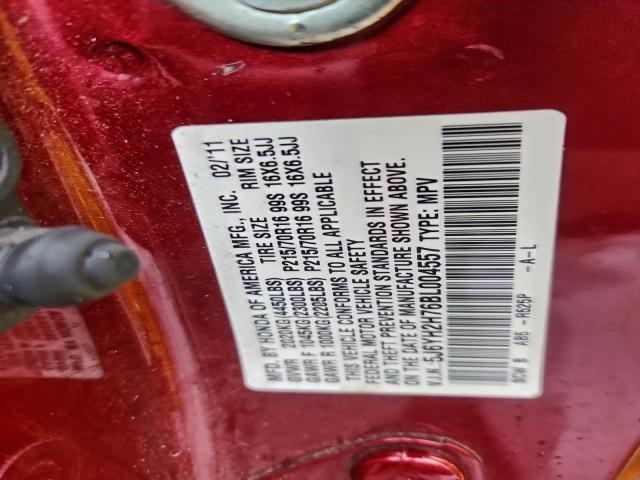 MFD. BY HONDA OF AMERICA MFG., INC. 02/'11
TIRE SIZE RIM SIZE
GVWR 2020KG(4450LBS) P215/70R16 99S 16X6.5JJ
GAWR F 1045KG(2300LBS) P215/70R16 99S 16X6.5JJ
GAWR R 1000KG(2205LBS)
THIS VEHICLE CONFORMS TO ALL APPLICABLE
FEDERAL MOTOR VEHICLE SAFETY
AND THEFT PREVENTION STANDARDS IN EFFECT
ON THE DATE OF MANUFACTURE SHOWN ABOVE.
V.I.N.:5J6YH2H76BL004557 TYPE: MPV
BCW B AB5 -R525P -A-L